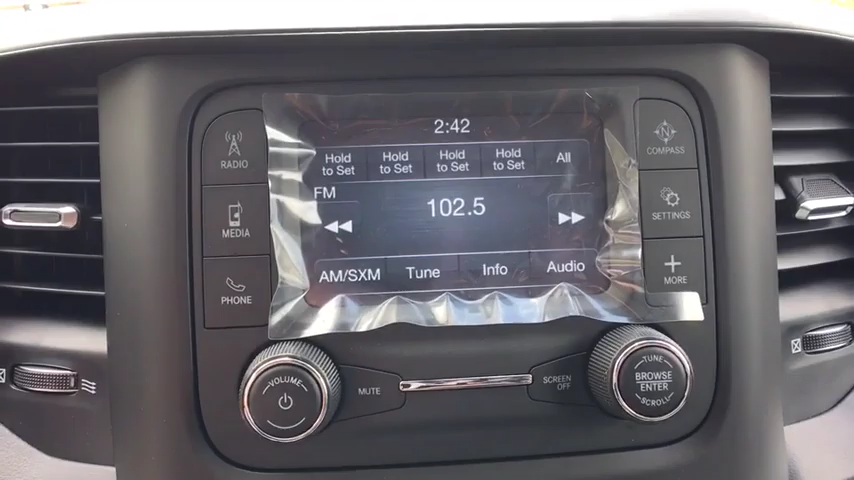 2:42
Hold to Set
Hold to Set
Hold to Set
Hold to Set
All
FM
102.5
AM/SXM
Tune
Info
Audio
RADIO
MEDIA
PHONE
N
COMPASS
SETTINGS
MORE
VOLUME
MUTE
SCREEN OFF
TUNE
BROWSE
ENTER
SCROLL